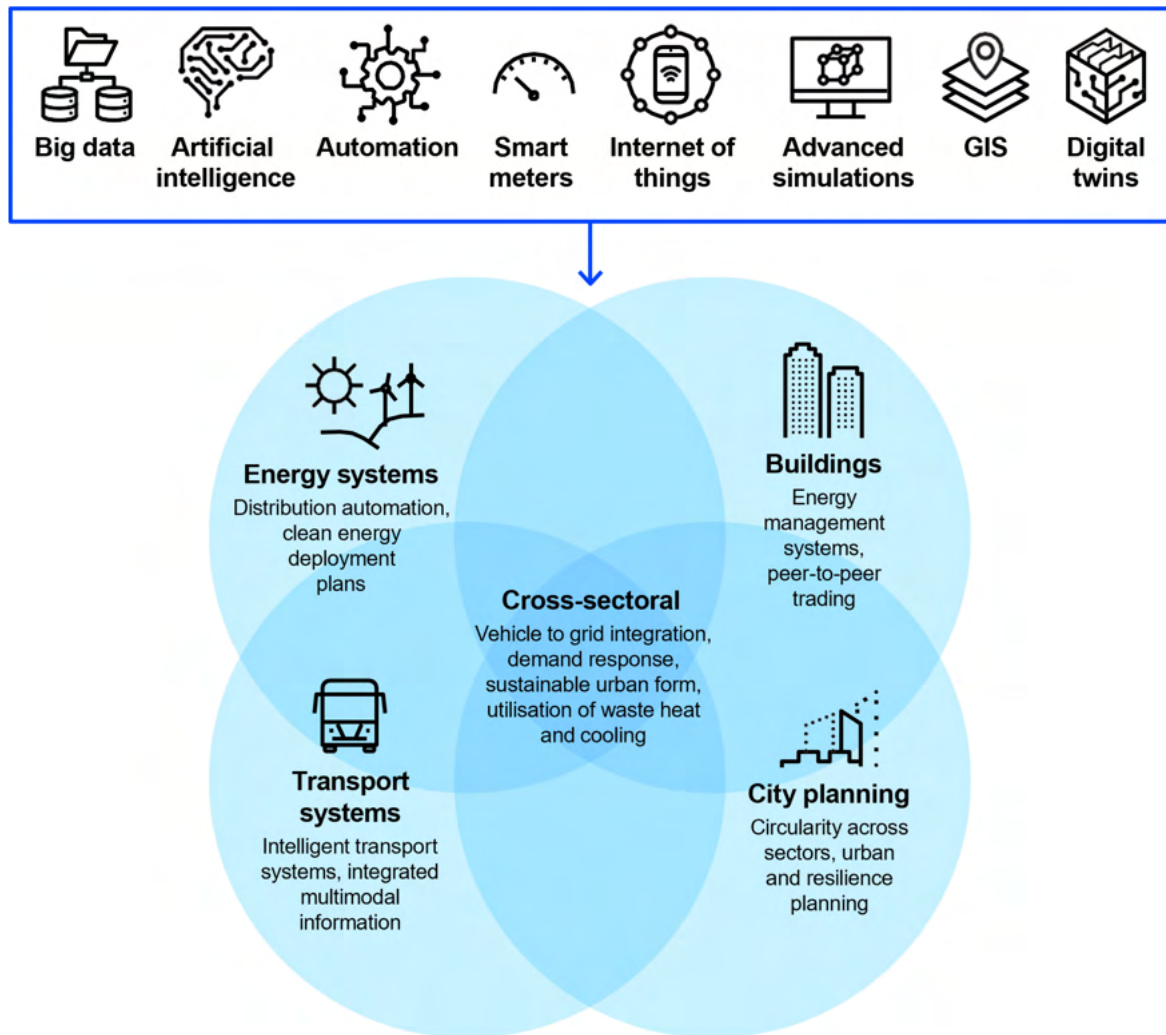 Big data
Artificial
intelligence
Automation
Smart
meters
Internet of
things
Advanced
simulations
GIS
Digital
twins
Energy systems
Distribution automation,
clean energy
deployment
plans
Buildings
Energy
management
systems,
peer-to-peer
trading
Cross-sectoral
Vehicle to grid integration,
demand response,
sustainable urban form,
utilisation of waste heat
and cooling
Transport
systems
Intelligent transport
systems, integrated
multimodal
information
City planning
Circularity across
sectors, urban
and resilience
planning